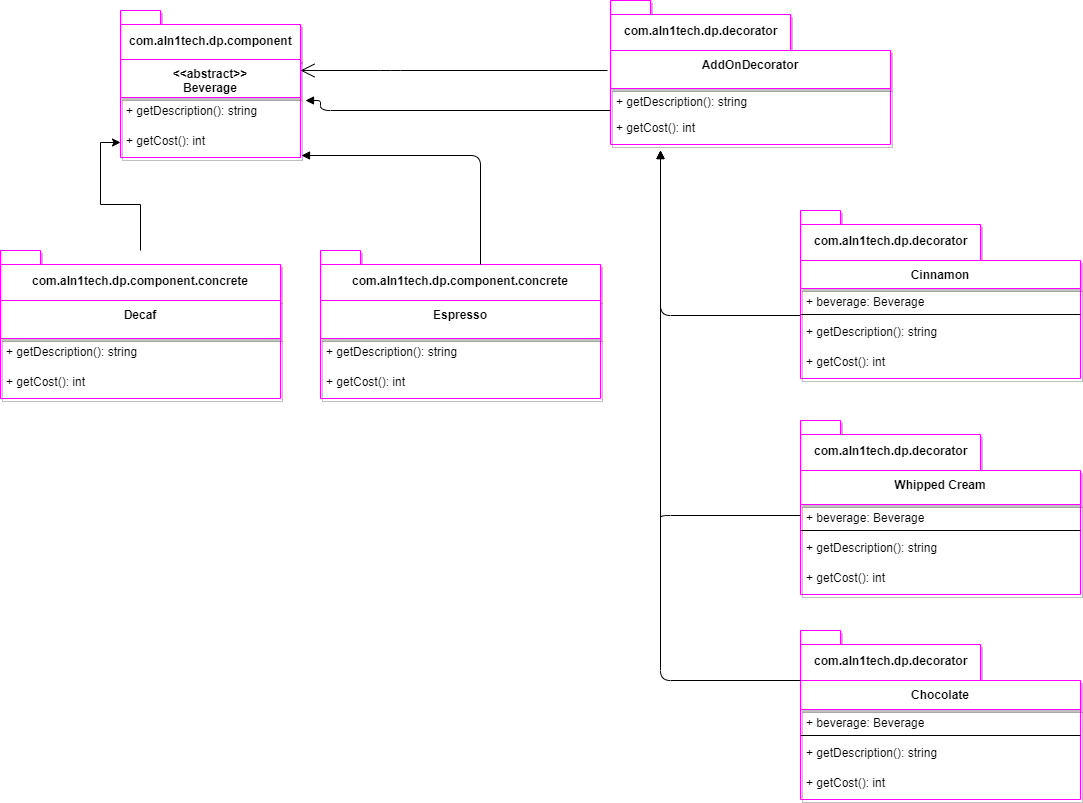 com.aln1tech.dp.component
<<abstract>>
Beverage
+ getDescription(): string
+ getCost(): int
com.aln1tech.dp.decorator
AddOnDecorator
+ getDescription(): string
+ getCost(): int
com.aln1tech.dp.component.concrete
Decaf
+ getDescription(): string
+ getCost(): int
com.aln1tech.dp.component.concrete
Espresso
+ getDescription(): string
+ getCost(): int
com.aln1tech.dp.decorator
Cinnamon
+ beverage: Beverage
+ getDescription(): string
+ getCost(): int
com.aln1tech.dp.decorator
Whipped Cream
+ beverage: Beverage
+ getDescription(): string
+ getCost(): int
com.aln1tech.dp.decorator
Chocolate
+ beverage: Beverage
+ getDescription(): string
+ getCost(): int